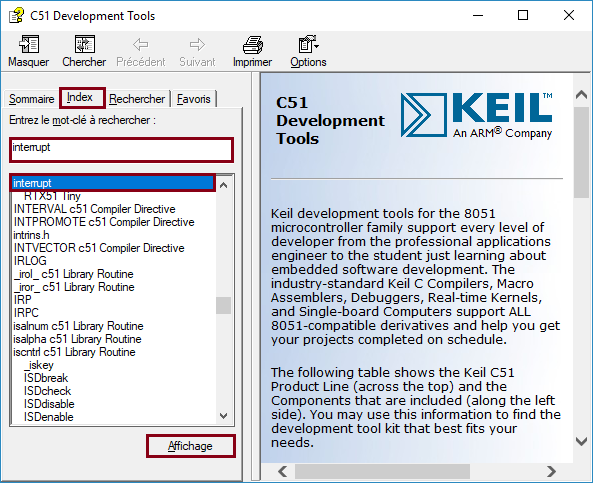 C51 Development Tools
Masquer Chercher Précédent Suivant Imprimer Options
Sommaire Index Rechercher Favoris
Entrez le mot-clé à rechercher :
interrupt
interrupt
RTX51 Tiny
INTERVAL c51 Compiler Directive
INTPROMOTE c51 Compiler Directive
intrins.h
INTVECTOR c51 Compiler Directive
IRLOG
_irol_ c51 Library Routine
_iror_ c51 Library Routine
IRP
IRPC
isalnum c51 Library Routine
isalpha c51 Library Routine
iscntrl c51 Library Routine
_iskey
ISDbreak
ISDcheck
ISDdisable
ISDenable
Affichage
C51
Development
Tools
KEIL™
An ARM® Company
Keil development tools for the 8051
microcontroller family support every level of
developer from the professional applications
engineer to the student just learning about
embedded software development. The
industry-standard Keil C Compilers, Macro
Assemblers, Debuggers, Real-time Kernels,
and Single-board Computers support ALL
8051-compatible derivatives and help you get
your projects completed on schedule.
The following table shows the Keil C51
Product Line (across the top) and the
Components that are included (along the left
side). You may use this information to find the
development tool kit that best fits your
needs.